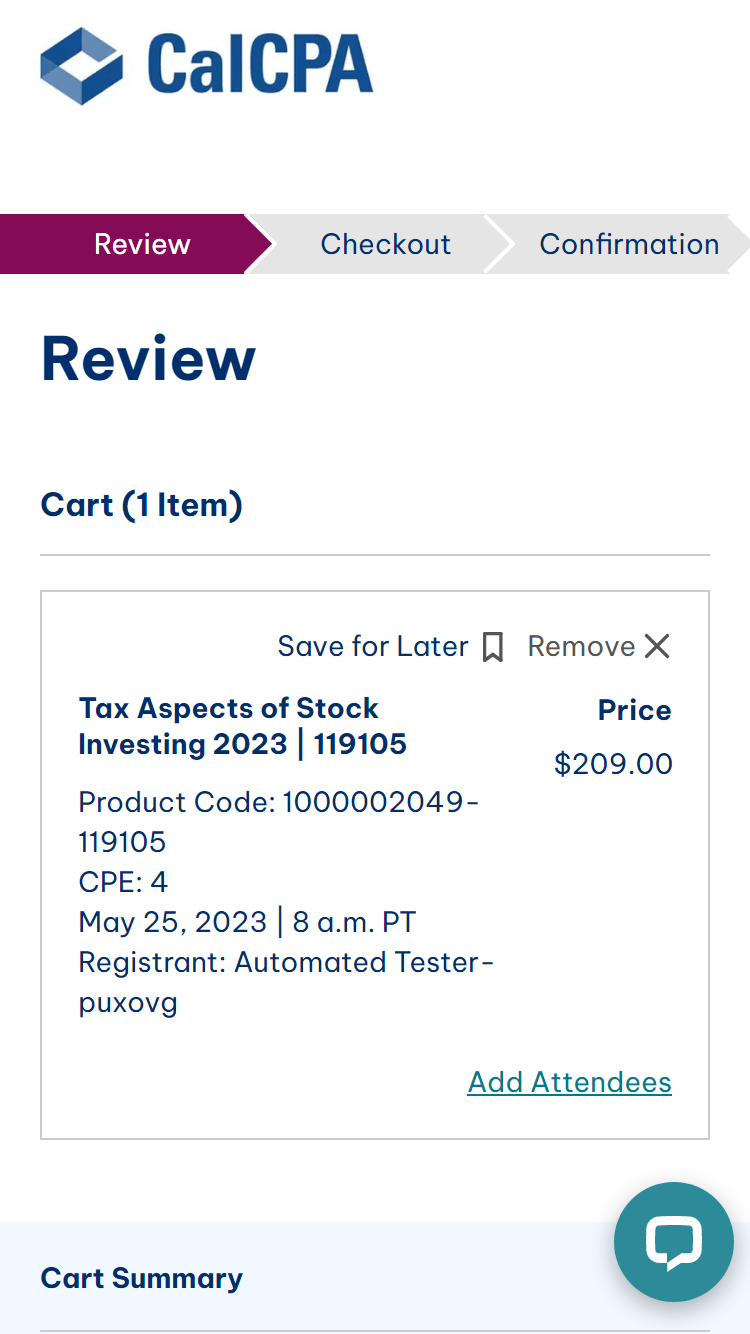 CalCPA
Review
Checkout
Confirmation
Review
Cart (1 Item)
Save for Later
Remove
Tax Aspects of Stock
Investing 2023 | 119105
Price
$209.00
Product Code: 1000002049-
119105
CPE: 4
May 25, 2023 | 8 a.m. PT
Registrant: Automated Tester-
puxovg
Add Attendees
Cart Summary